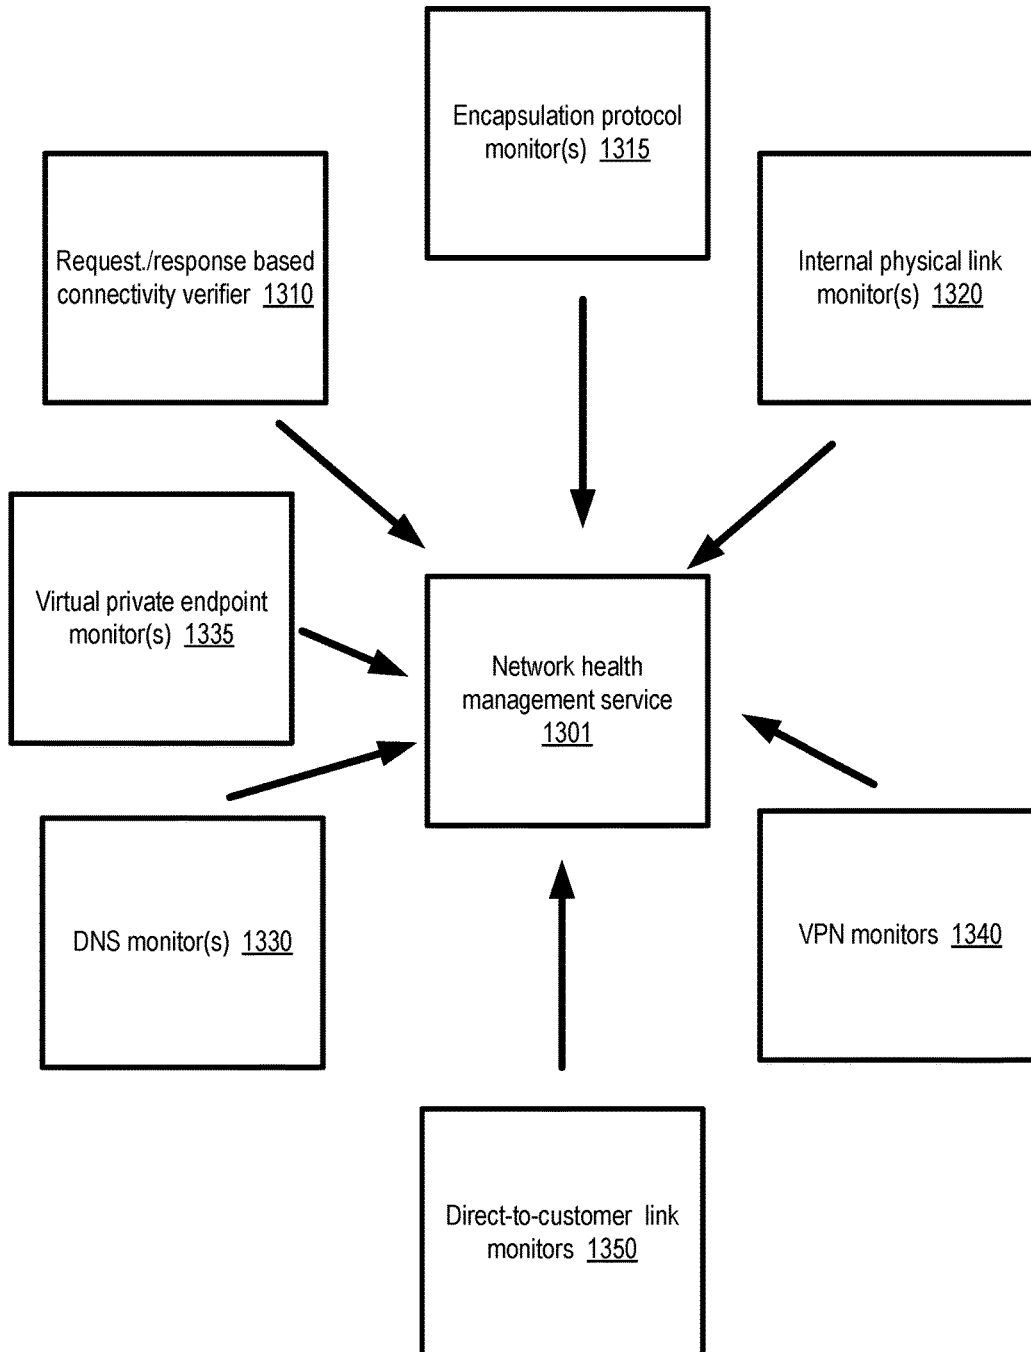 Encapsulation protocol
monitor(s) 1315
Request./response based
connectivity verifier 1310
Internal physical link
monitor(s) 1320
Virtual private endpoint
monitor(s) 1335
Network health
management service
1301
DNS monitor(s) 1330
VPN monitors 1340
Direct-to-customer link
monitors 1350